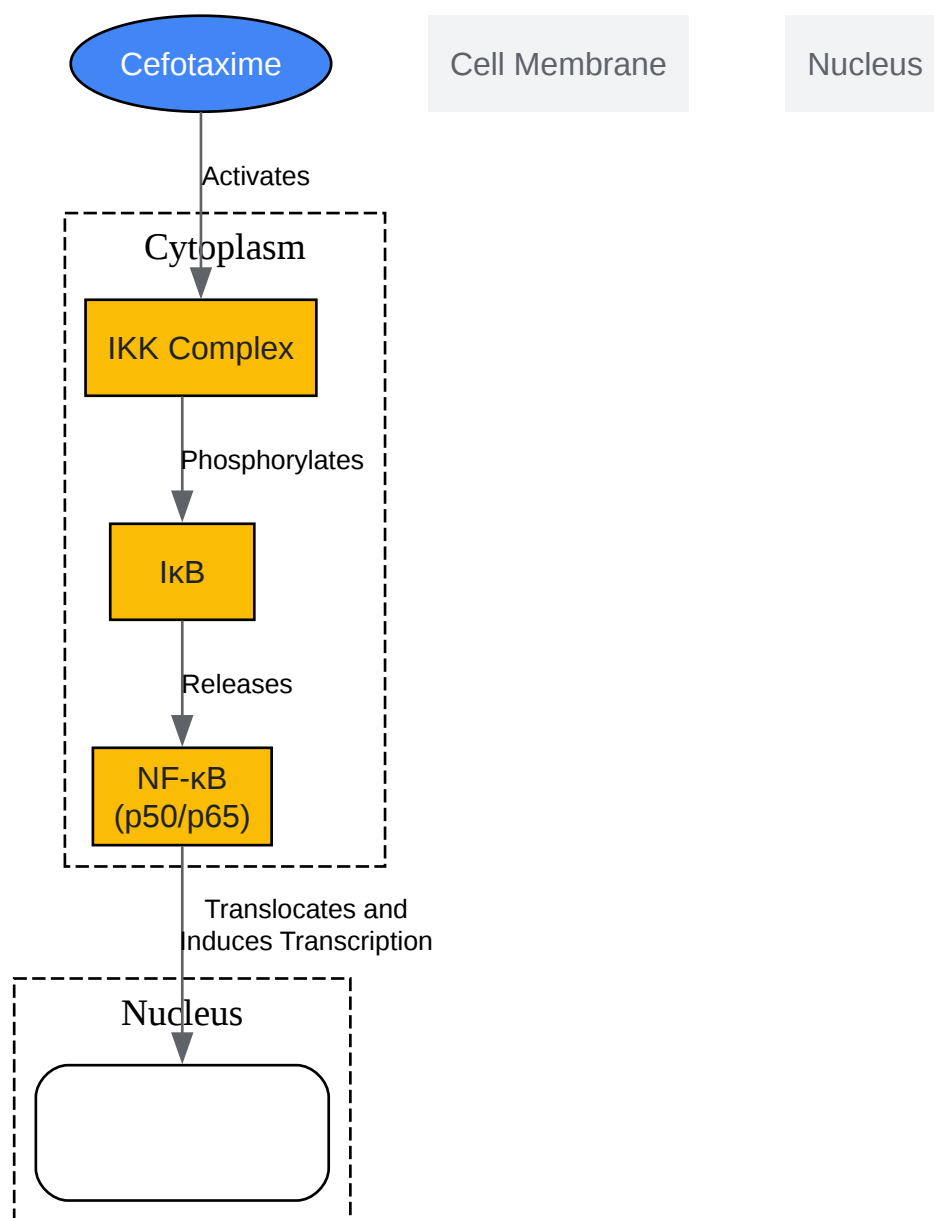 Cefotaxime
Cell Membrane
Nucleus
Activates
Cytoplasm
IKK Complex
Phosphorylates
IκB
Releases
NF-κB
(p50/p65)
Translocates and
Induces Transcription
Nucleus